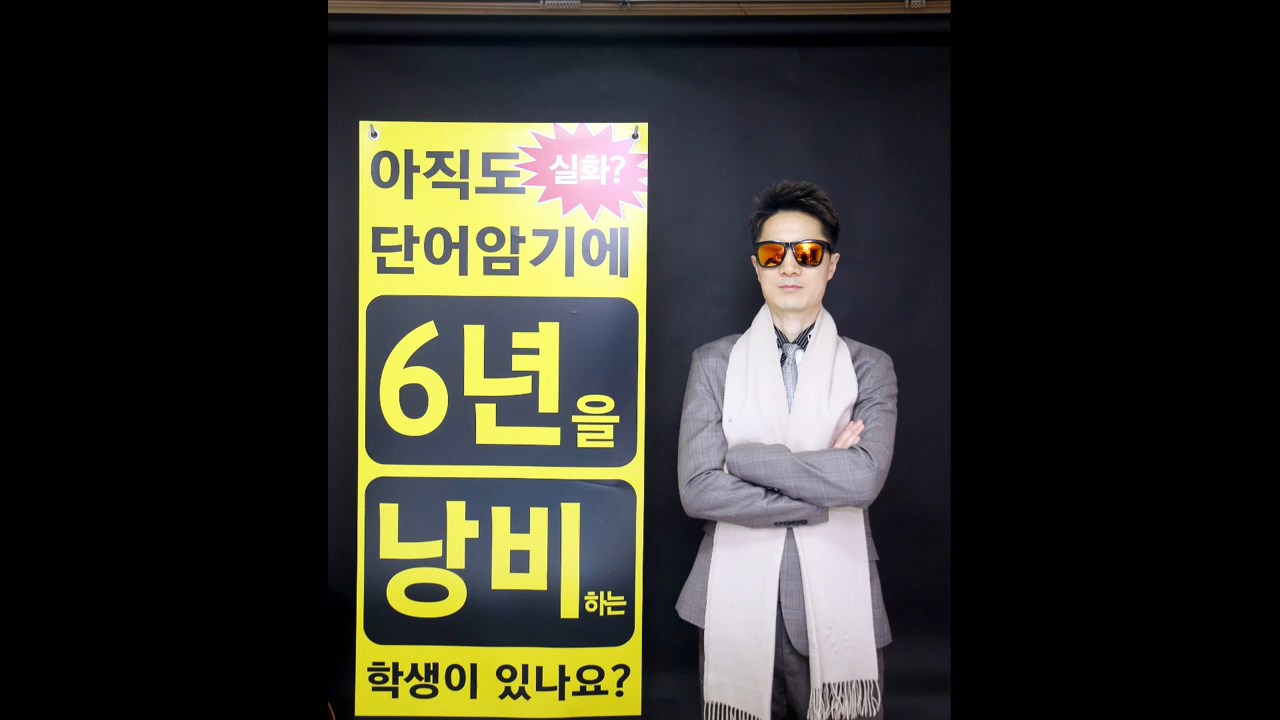 아직도 실화?
단어암기에
6년을
낭비하는
학생이 있나요?